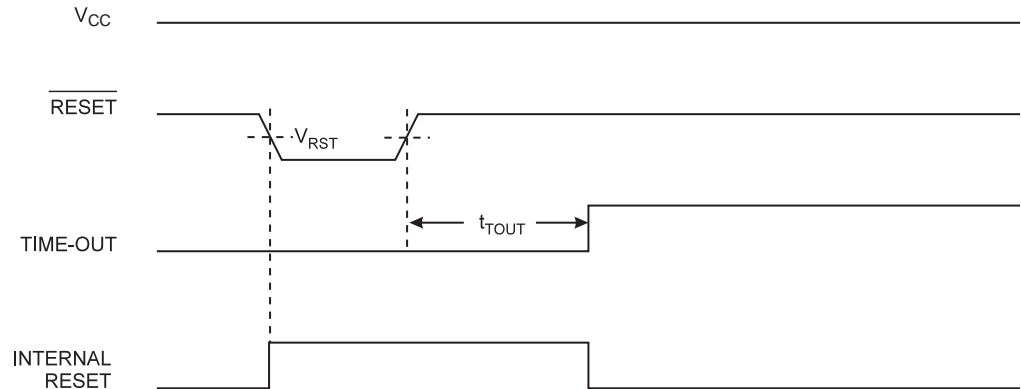 VCC
RESET
VRST
tTOUT
TIME-OUT
INTERNAL
RESET